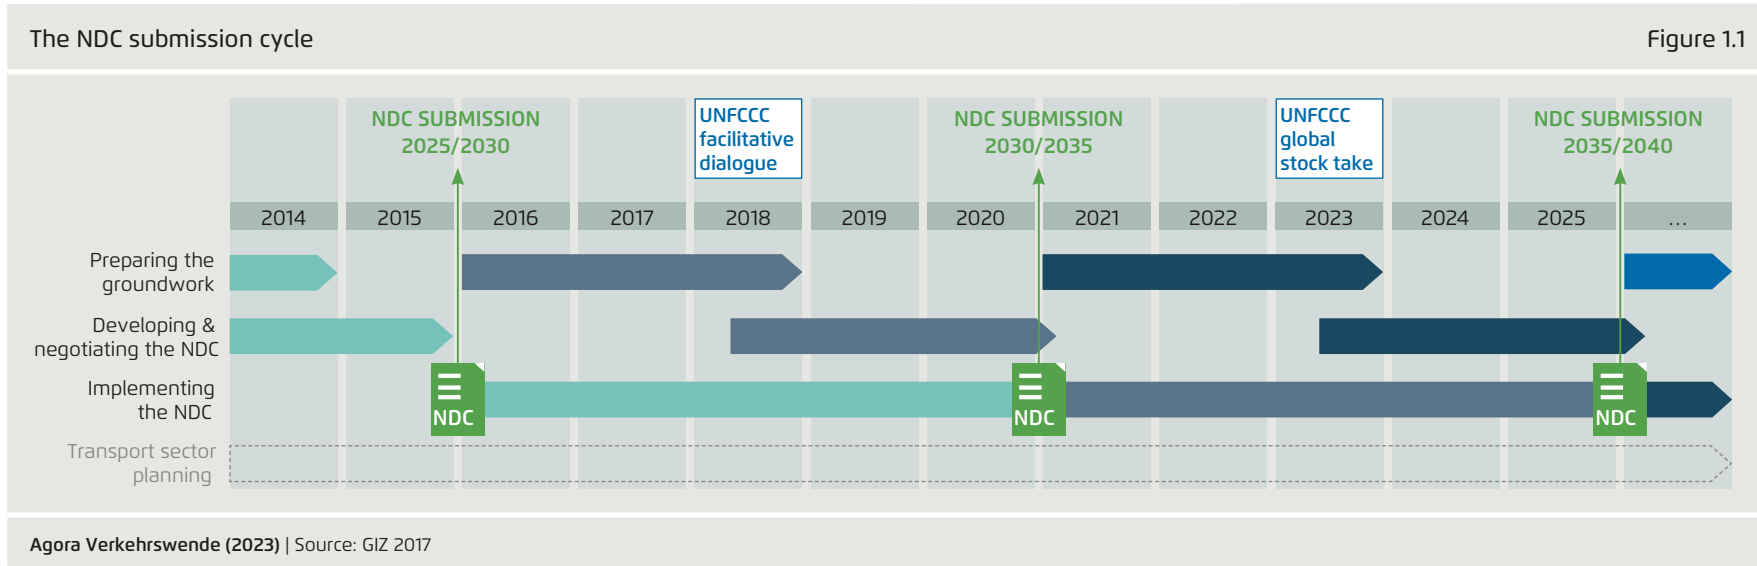 The NDC submission cycle
Figure 1.1
NDC SUBMISSION
2025/2030
UNFCCC
facilitative
dialogue
NDC SUBMISSION
2030/2035
UNFCCC
global
stock take
NDC SUBMISSION
2035/2040
2014 2015 2016 2017 2018 2019 2020 2021 2022 2023 2024 2025 ...
Preparing the
groundwork
Developing &
negotiating the NDC
Implementing
the NDC
NDC NDC NDC
Transport sector
planning
Agora Verkehrswende (2023) | Source: GIZ 2017